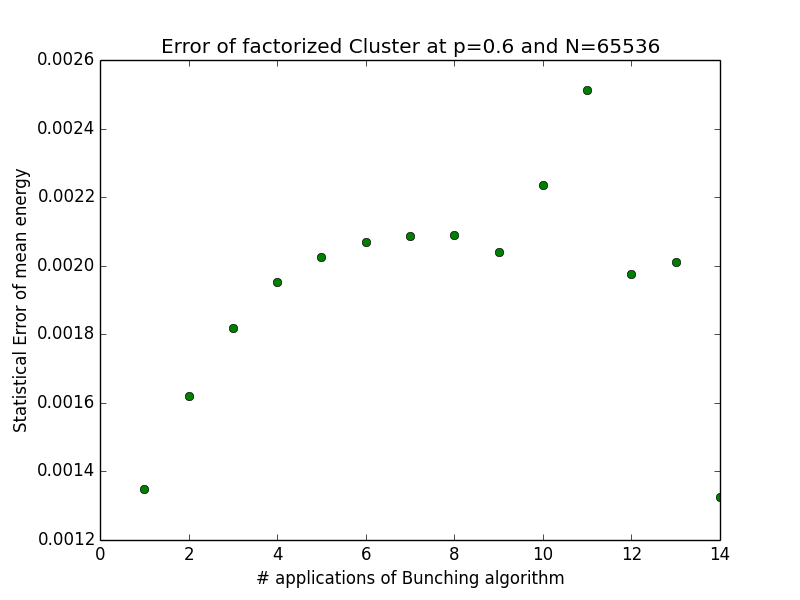 Error of factorized Cluster at p=0.6 and N=65536
0.0026
0.0024
0.0022
0.0020
0.0018
0.0016
0.0014
0.0012
Statistical Error of mean energy
0 2 4 6 8 10 12 14
# applications of Bunching algorithm